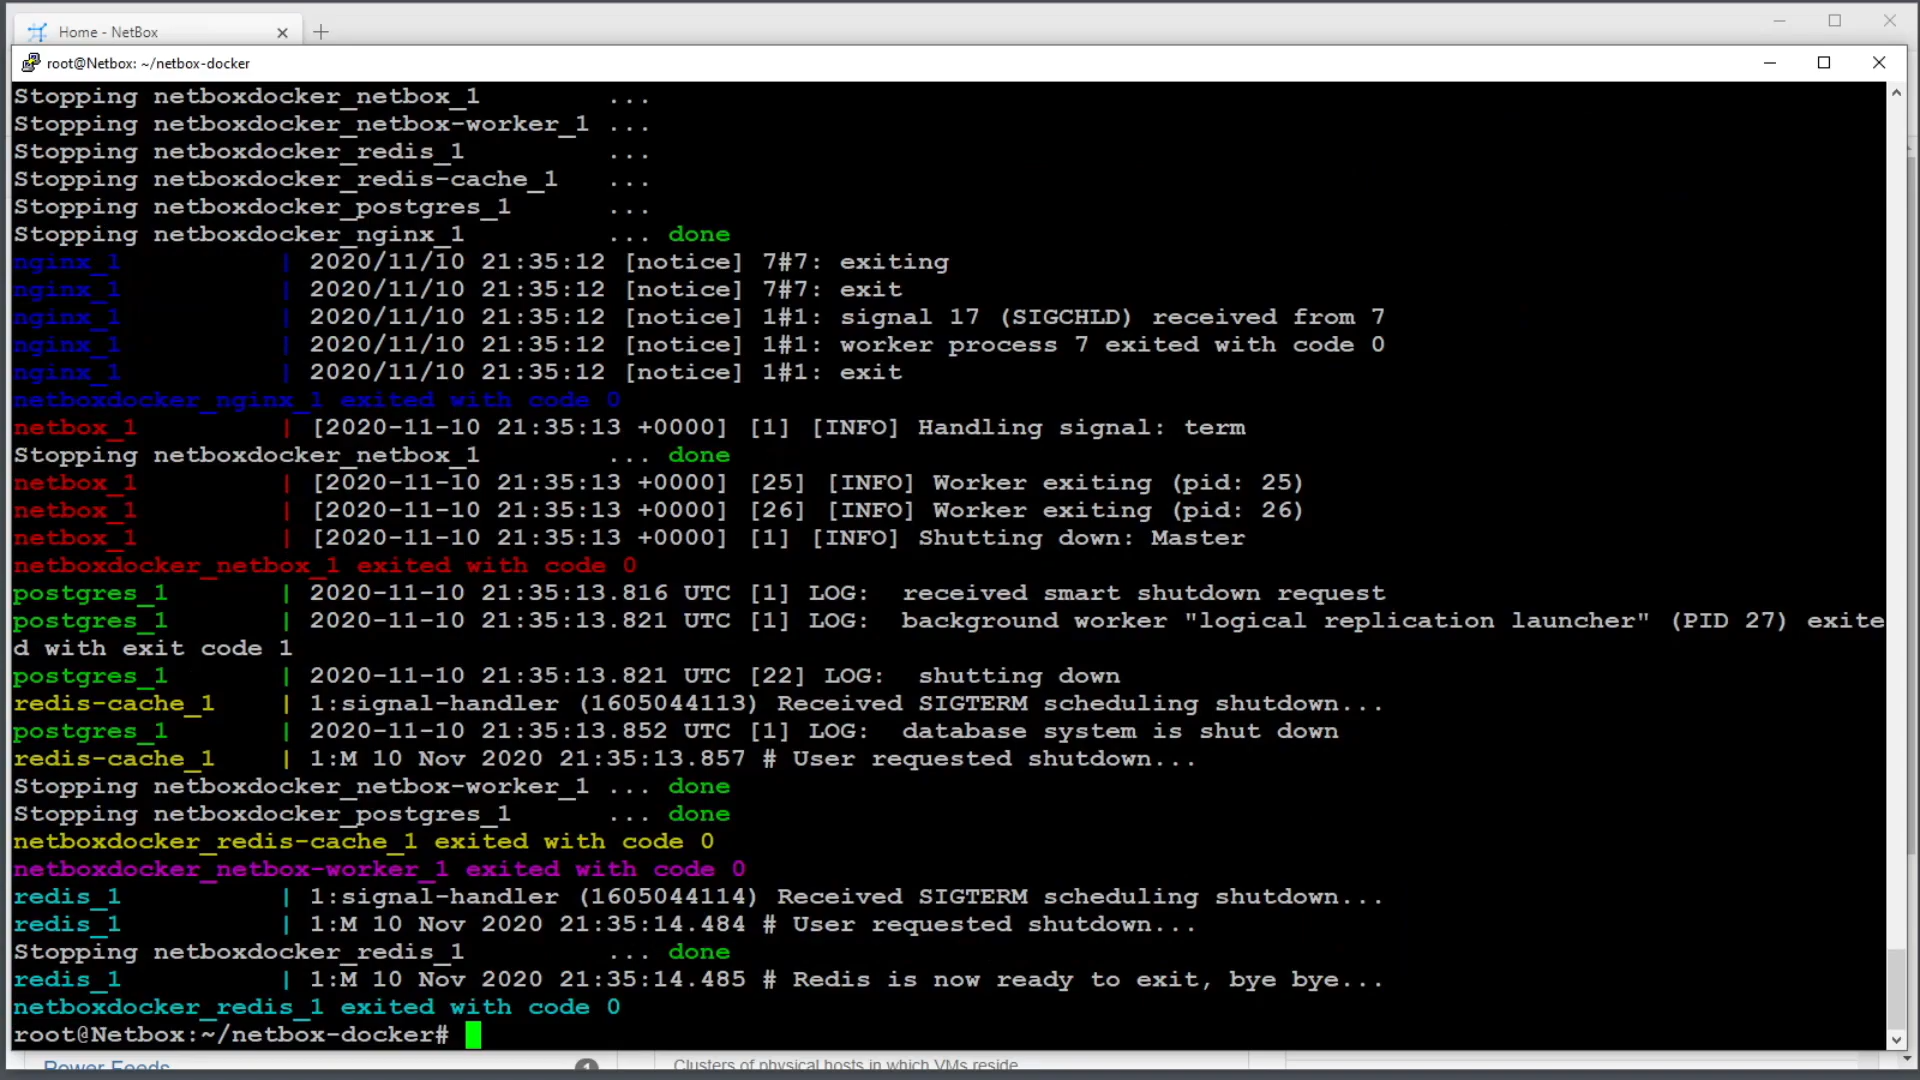 Home - NetBox
root@Netbox: ~/netbox-docker
Stopping netboxdocker_netbox_1        ...
Stopping netboxdocker_netbox-worker_1 ...
Stopping netboxdocker_redis_1         ...
Stopping netboxdocker_redis-cache_1   ...
Stopping netboxdocker_postgres_1      ...
Stopping netboxdocker_nginx_1         ... done
nginx_1          | 2020/11/10 21:35:12 [notice] 7#7: exiting
nginx_1          | 2020/11/10 21:35:12 [notice] 7#7: exit
nginx_1          | 2020/11/10 21:35:12 [notice] 1#1: signal 17 (SIGCHLD) received from 7
nginx_1          | 2020/11/10 21:35:12 [notice] 1#1: worker process 7 exited with code 0
nginx_1          | 2020/11/10 21:35:12 [notice] 1#1: exit
netboxdocker_nginx_1 exited with code 0
netbox_1         | [2020-11-10 21:35:13 +0000] [1] [INFO] Handling signal: term
Stopping netboxdocker_netbox_1        ... done
netbox_1         | [2020-11-10 21:35:13 +0000] [25] [INFO] Worker exiting (pid: 25)
netbox_1         | [2020-11-10 21:35:13 +0000] [26] [INFO] Worker exiting (pid: 26)
netbox_1         | [2020-11-10 21:35:13 +0000] [1] [INFO] Shutting down: Master
netboxdocker_netbox_1 exited with code 0
postgres_1       | 2020-11-10 21:35:13.816 UTC [1] LOG:  received smart shutdown request
postgres_1       | 2020-11-10 21:35:13.821 UTC [1] LOG:  background worker "logical replication launcher" (PID 27) exite
d with exit code 1
postgres_1       | 2020-11-10 21:35:13.821 UTC [22] LOG:  shutting down
redis-cache_1    | 1:signal-handler (1605044113) Received SIGTERM scheduling shutdown...
postgres_1       | 2020-11-10 21:35:13.852 UTC [1] LOG:  database system is shut down
redis-cache_1    | 1:M 10 Nov 2020 21:35:13.857 # User requested shutdown...
Stopping netboxdocker_netbox-worker_1 ... done
Stopping netboxdocker_postgres_1      ... done
netboxdocker_redis-cache_1 exited with code 0
netboxdocker_netbox-worker_1 exited with code 0
redis_1          | 1:signal-handler (1605044114) Received SIGTERM scheduling shutdown...
redis_1          | 1:M 10 Nov 2020 21:35:14.484 # User requested shutdown...
Stopping netboxdocker_redis_1         ... done
redis_1          | 1:M 10 Nov 2020 21:35:14.485 # Redis is now ready to exit, bye bye...
netboxdocker_redis_1 exited with code 0
root@Netbox:~/netbox-docker#
Power Feeds
Clusters of physical hosts in which VMs reside